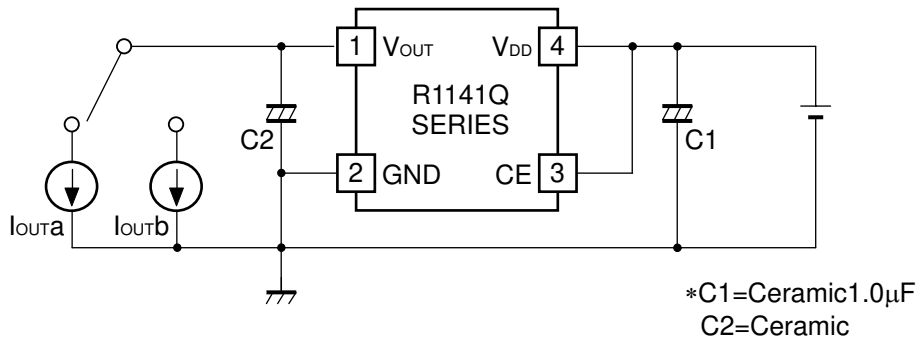 1 VOUT VDD 4
R1141Q
SERIES
C2 C1
2 GND CE 3
IOUTa IOUTb
*C1=Ceramic1.0μF
C2=Ceramic